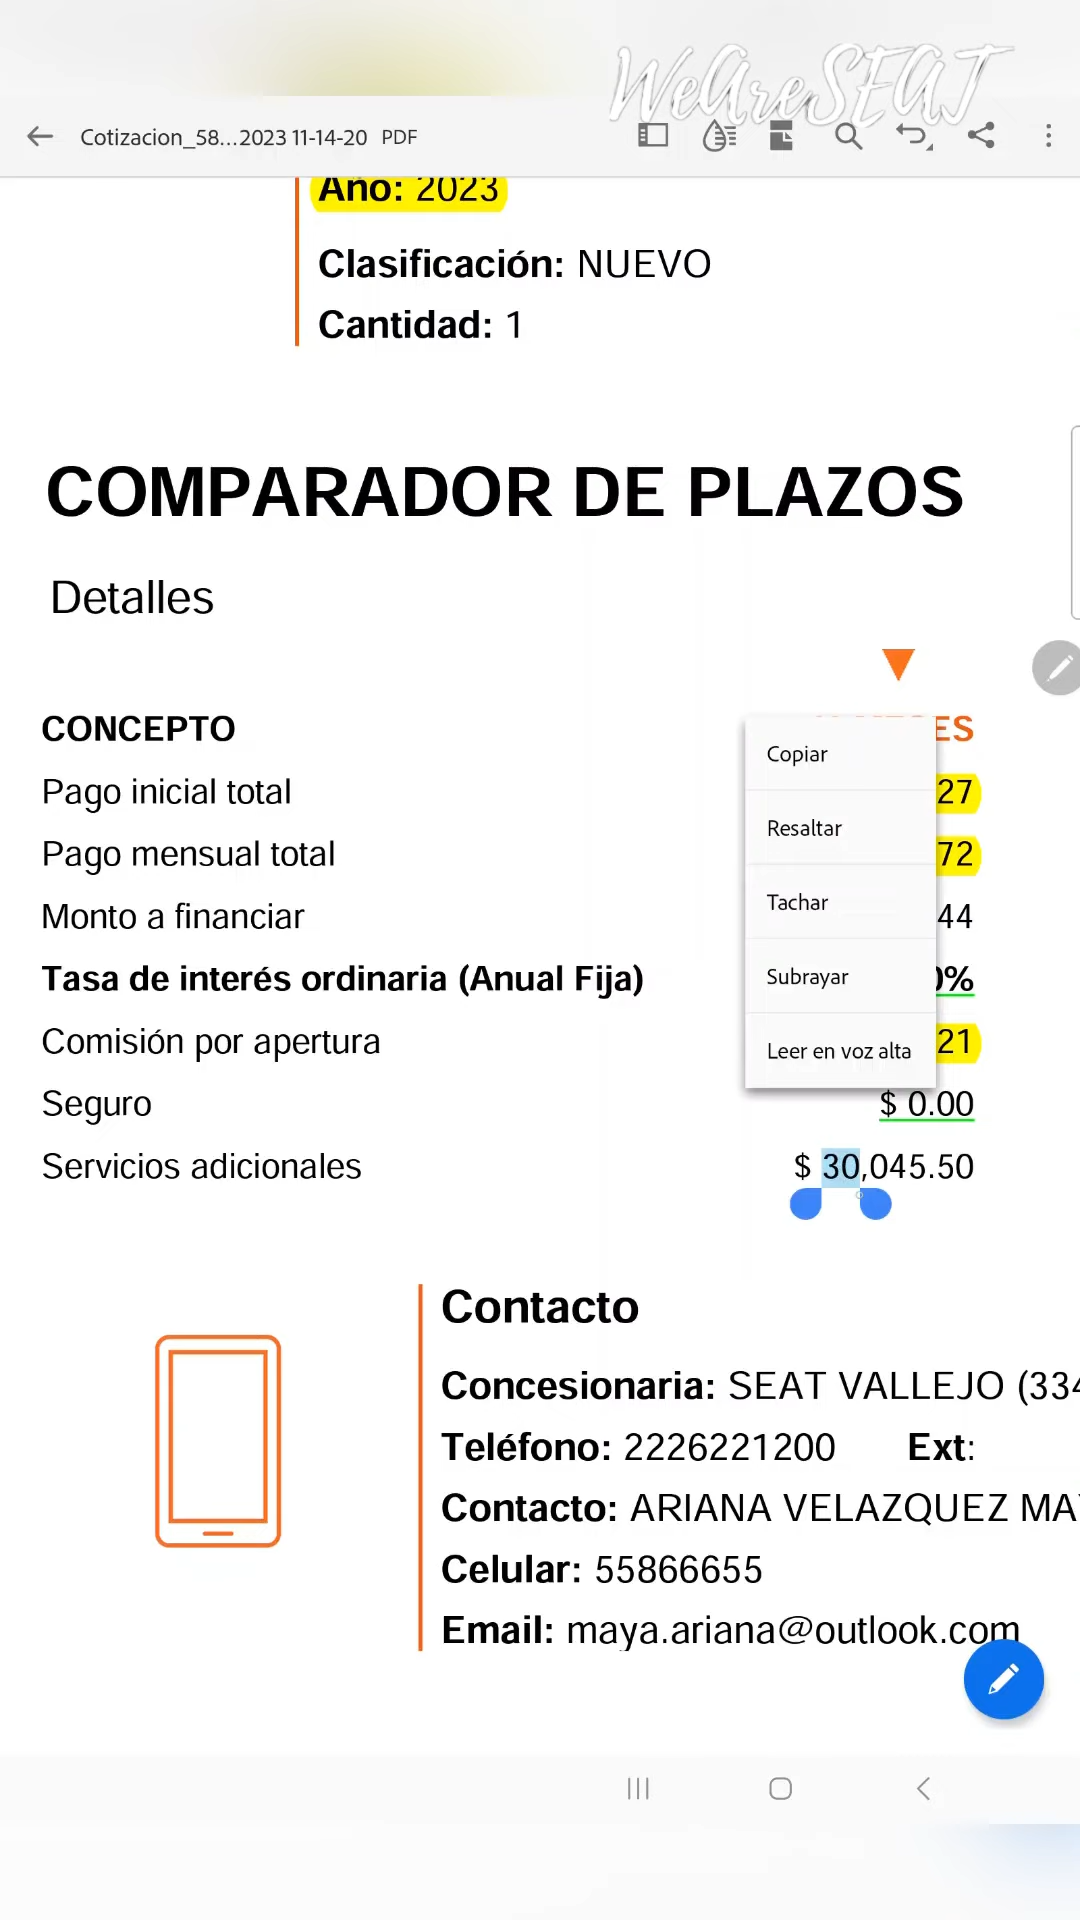 WeAreSEAT
Cotizacion_58...2023 11-14-20 PDF
Año: 2023
Clasificación: NUEVO
Cantidad: 1
COMPARADOR DE PLAZOS
Detalles
CONCEPTO ES
Copiar
Pago inicial total 27
Resaltar
Pago mensual total 72
Tachar
Monto a financiar 44
Tasa de interés ordinaria (Anual Fija) 0%
Subrayar
Comisión por apertura 21
Leer en voz alta
Seguro $ 0.00
Servicios adicionales $ 30,045.50
Contacto
Concesionaria: SEAT VALLEJO (334
Teléfono: 2226221200 Ext:
Contacto: ARIANA VELAZQUEZ MAY
Celular: 55866655
Email: maya.ariana@outlook.com